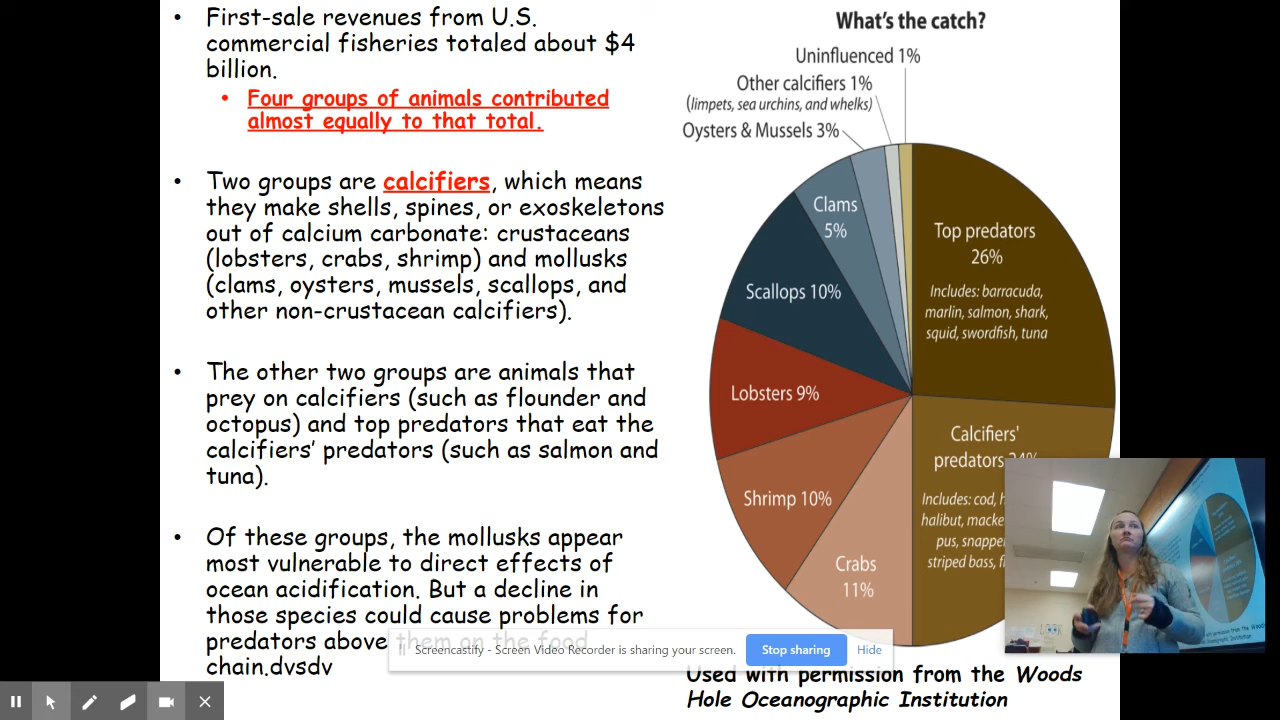 First-sale revenues from U.S.
commercial fisheries totaled about $4
billion.
Four groups of animals contributed
almost equally to that total.
Two groups are calcifiers, which means
they make shells, spines, or exoskeletons
out of calcium carbonate: crustaceans
(lobsters, crabs, shrimp) and mollusks
(clams, oysters, mussels, scallops, and
other non-crustacean calcifiers).
The other two groups are animals that
prey on calcifiers (such as flounder and
octopus) and top predators that eat the
calcifiers’ predators (such as salmon and
tuna).
Of these groups, the mollusks appear
most vulnerable to direct effects of
ocean acidification. But a decline in
those species could cause problems for
predators above them on the food
chain.dvsdv
What's the catch?
Uninfluenced 1%
Other calcifiers 1%
(limpets, sea urchins, and whelks)
Oysters & Mussels 3%
Clams
5%
Scallops 10%
Lobsters 9%
Shrimp 10%
Crabs
11%
Top predators
26%
Includes: barracuda,
marlin, salmon, shark,
squid, swordfish, tuna
Calcifiers'
predators 24%
Includes: cod,
halibut,
striped bass,
Screencastify - Screen Video Recorder is sharing your screen.
Stop sharing
Hide
Used with permission from the Woods
Hole Oceanographic Institution